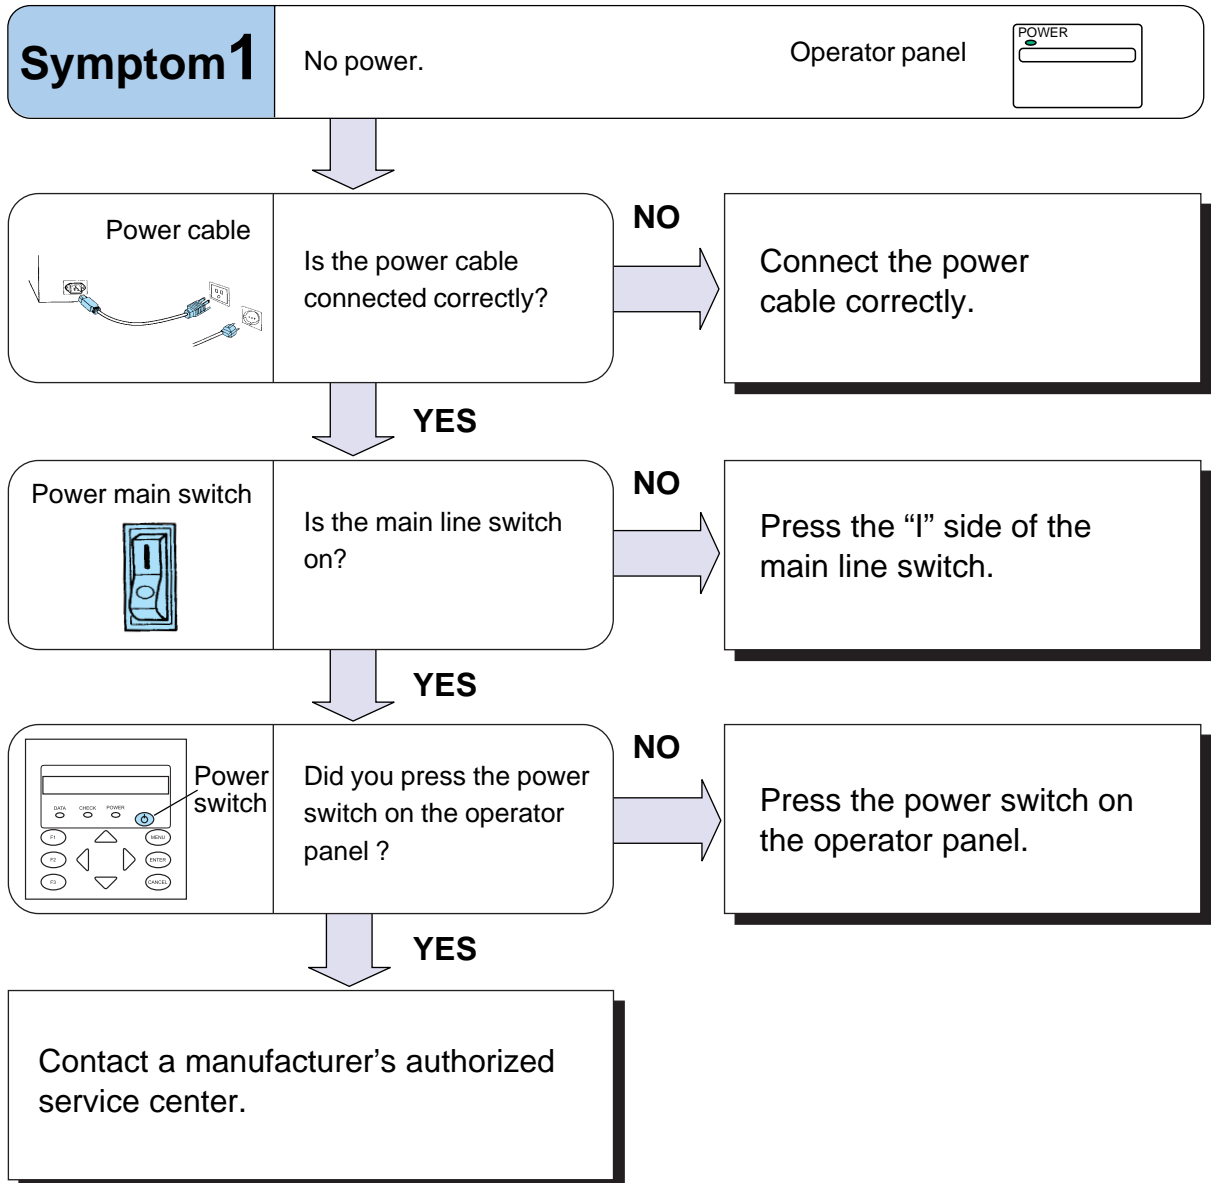 Symptom1
No power.
Operator panel
POWER
Power cable
Is the power cable
connected correctly?
NO
Connect the power
cable correctly.
YES
Power main switch
Is the main line switch
on?
NO
Press the “I” side of the
main line switch.
YES
Power
switch
DATA CHECK POWER
F1 MENU
F2 ENTER
F3 CANCEL
Did you press the power
switch on the operator
panel ?
NO
Press the power switch on
the operator panel.
YES
Contact a manufacturer’s authorized
service center.